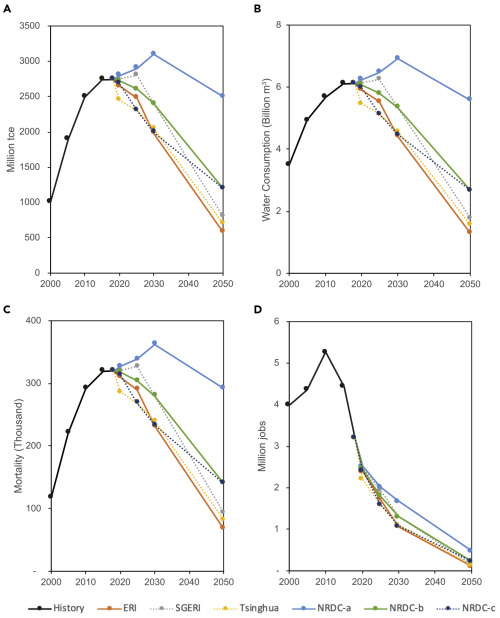 A
Million tce
3500
3000
2500
2000
1500
1000
500
0
2000 2010 2020 2030 2040 2050
B
Water Consumption (Billion m³)
8
6
4
2
0
2000 2010 2020 2030 2040 2050
C
Mortality (Thousand)
400
300
200
100
-
2000 2010 2020 2030 2040 2050
D
Million jobs
6
5
4
3
2
1
-
2000 2010 2020 2030 2040 2050
History ERI SGERI Tsinghua NRDC-a NRDC-b NRDC-c